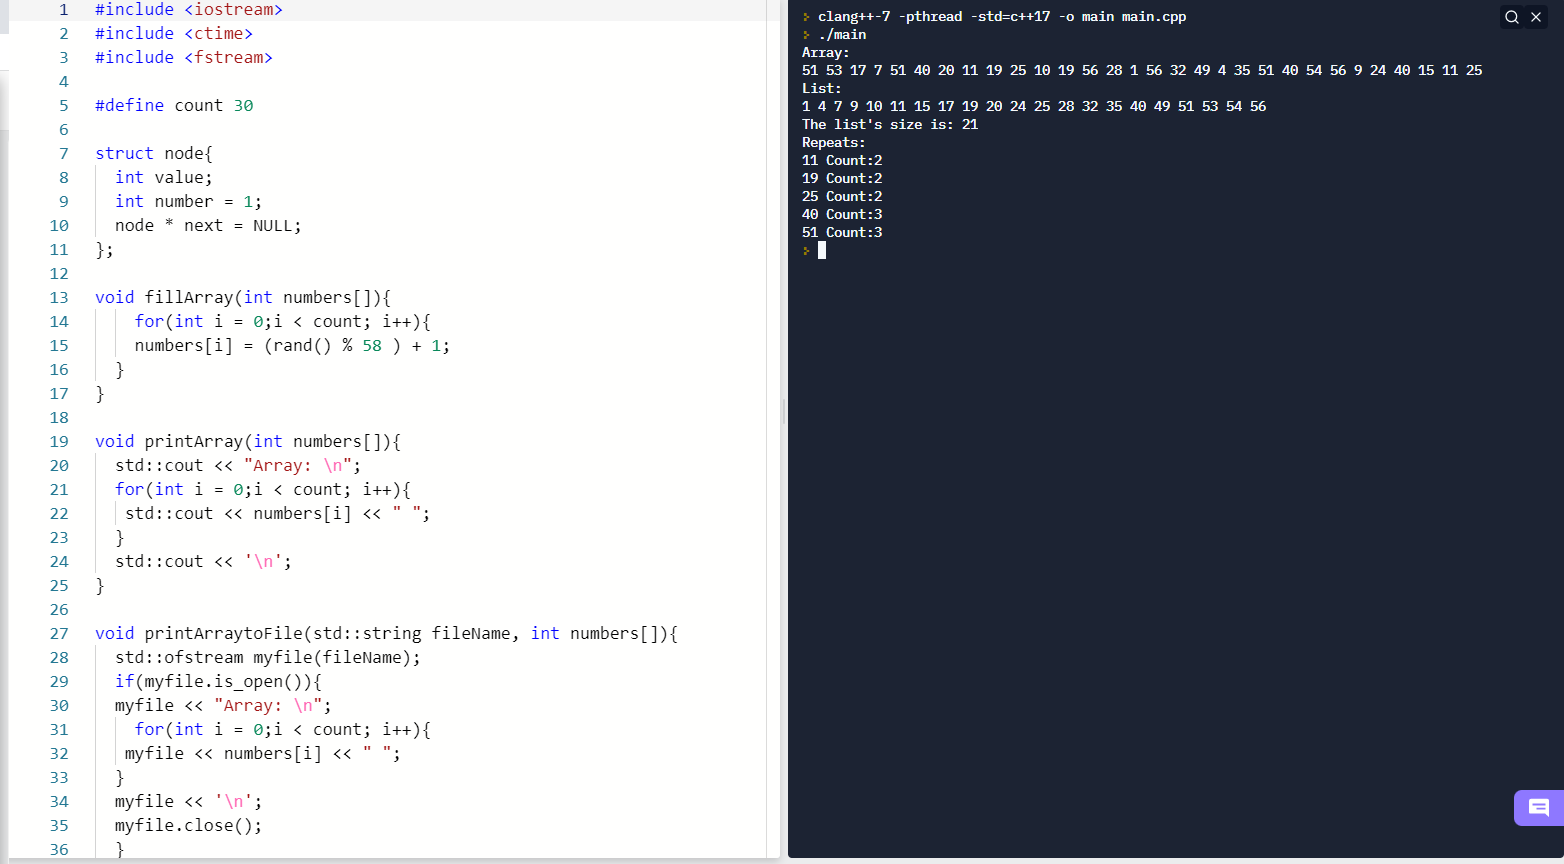 1 #include <iostream>
2 #include <ctime>
3 #include <fstream>
4
5 #define count 30
6
7 struct node{
8 int value;
9 int number = 1;
10 node * next = NULL;
11 };
12
13 void fillArray(int numbers[]){
14 for(int i = 0;i < count; i++){
15 numbers[i] = (rand() % 58 ) + 1;
16 }
17 }
18
19 void printArray(int numbers[]){
20 std::cout << "Array: \n";
21 for(int i = 0;i < count; i++){
22 std::cout << numbers[i] << " ";
23 }
24 std::cout << '\n';
25 }
26
27 void printArraytoFile(std::string fileName, int numbers[]){
28 std::ofstream myfile(fileName);
29 if(myfile.is_open()){
30 myfile << "Array: \n";
31 for(int i = 0;i < count; i++){
32 myfile << numbers[i] << " ";
33 }
34 myfile << '\n';
35 myfile.close();
36 }
clang++-7 -pthread -std=c++17 -o main main.cpp
./main
Array:
51 53 17 7 51 40 20 11 19 25 10 19 56 28 1 56 32 49 4 35 51 40 54 56 9 24 40 15 11 25
List:
1 4 7 9 10 11 15 17 19 20 24 25 28 32 35 40 49 51 53 54 56
The list's size is: 21
Repeats:
11 Count:2
19 Count:2
25 Count:2
40 Count:3
51 Count:3